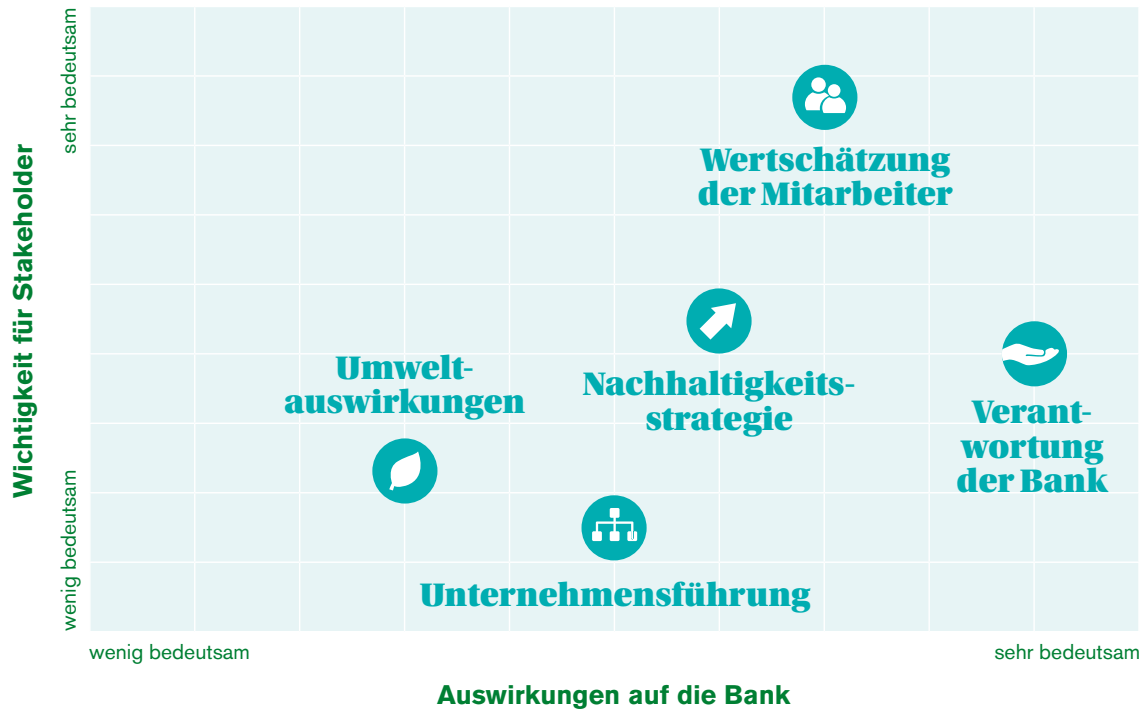 sehr bedeutsam
Wichtigkeit für Stakeholder
wenig bedeutsam
Wertschätzung
der Mitarbeiter
Umwelt-
auswirkungen
Nachhaltigkeits-
strategie
Verant-
wortung
der Bank
Unternehmensführung
wenig bedeutsam
sehr bedeutsam
Auswirkungen auf die Bank